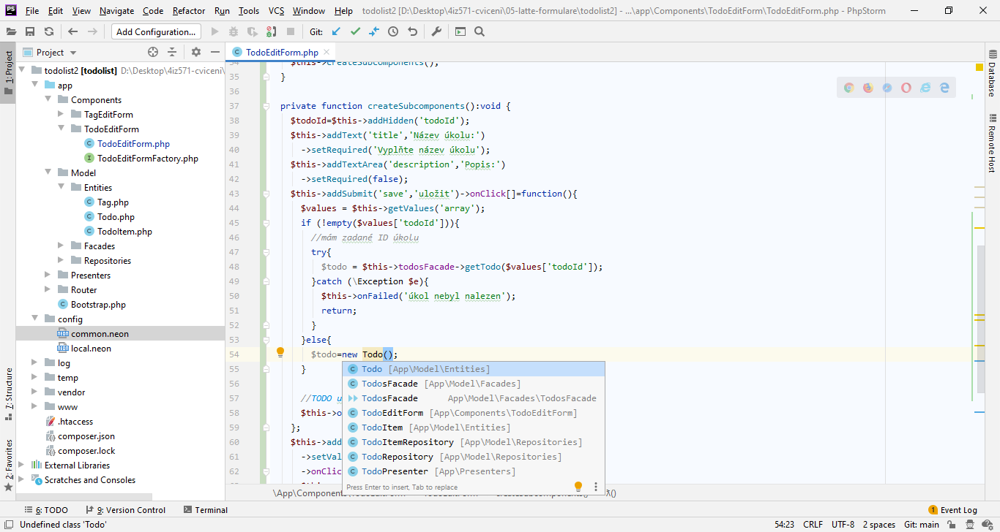 PS File Edit View Navigate Code Refactor Run Tools VCS Window Help todolist2 [D:\Desktop\4iz571-cviceni\05-latte-formulare\todolist2] - ...\app\Components\TodoEditForm\TodoEditForm.php - PhpStorm
Add Configuration... Git:
1: Project
7: Structure
2: Favorites
Project
todolist2 [todolist] D:\Desktop\4iz571-cviceni\
app
Components
TagEditForm
TodoEditForm
TodoEditForm.php
TodoEditFormFactory.php
Model
Entities
Tag.php
Todo.php
TodoItem.php
Facades
Repositories
Presenters
Router
Bootstrap.php
config
common.neon
local.neon
log
temp
vendor
www
.htaccess
composer.json
composer.lock
External Libraries
Scratches and Consoles
TodoEditForm.php
34 $this->createSubcomponents();
35 }
36
37 private function createSubcomponents():void {
38 $todoId=$this->addHidden('todoId');
39 $this->addText('title','Název úkolu:')
40 ->setRequired('Vyplňte název úkolu');
41 $this->addTextArea('description','Popis:')
42 ->setRequired(false);
43 $this->addSubmit('save','uložit')->onClick[]=function(){
44 $values = $this->getValues('array');
45 if (!empty($values['todoId'])){
46 //mám zadané ID úkolu
47 try{
48 $todo = $this->todosFacade->getTodo($values['todoId']);
49 }catch (\Exception $e){
50 $this->onFailed('úkol nebyl nalezen');
51 return;
52 }
53 }else{
54 $todo=new Todo();
55 }
56
57 //TODO u
58 $this->o
59 };
60 $this->add
61 ->setVal
62 ->onClic
Todo [App\Model\Entities]
TodosFacade [App\Model\Facades]
TodosFacade App\Model\Facades\TodosFacade
TodoEditForm [App\Components\TodoEditForm]
TodoItem [App\Model\Entities]
TodoItemRepository [App\Model\Repositories]
TodoRepository [App\Model\Repositories]
TodoPresenter [App\Presenters]
Press Enter to insert, Tab to replace
Database
Remote Host
6: TODO 9: Version Control Terminal 1 Event Log
Undefined class 'Todo' 54:23 CRLF UTF-8 2 spaces Git: main